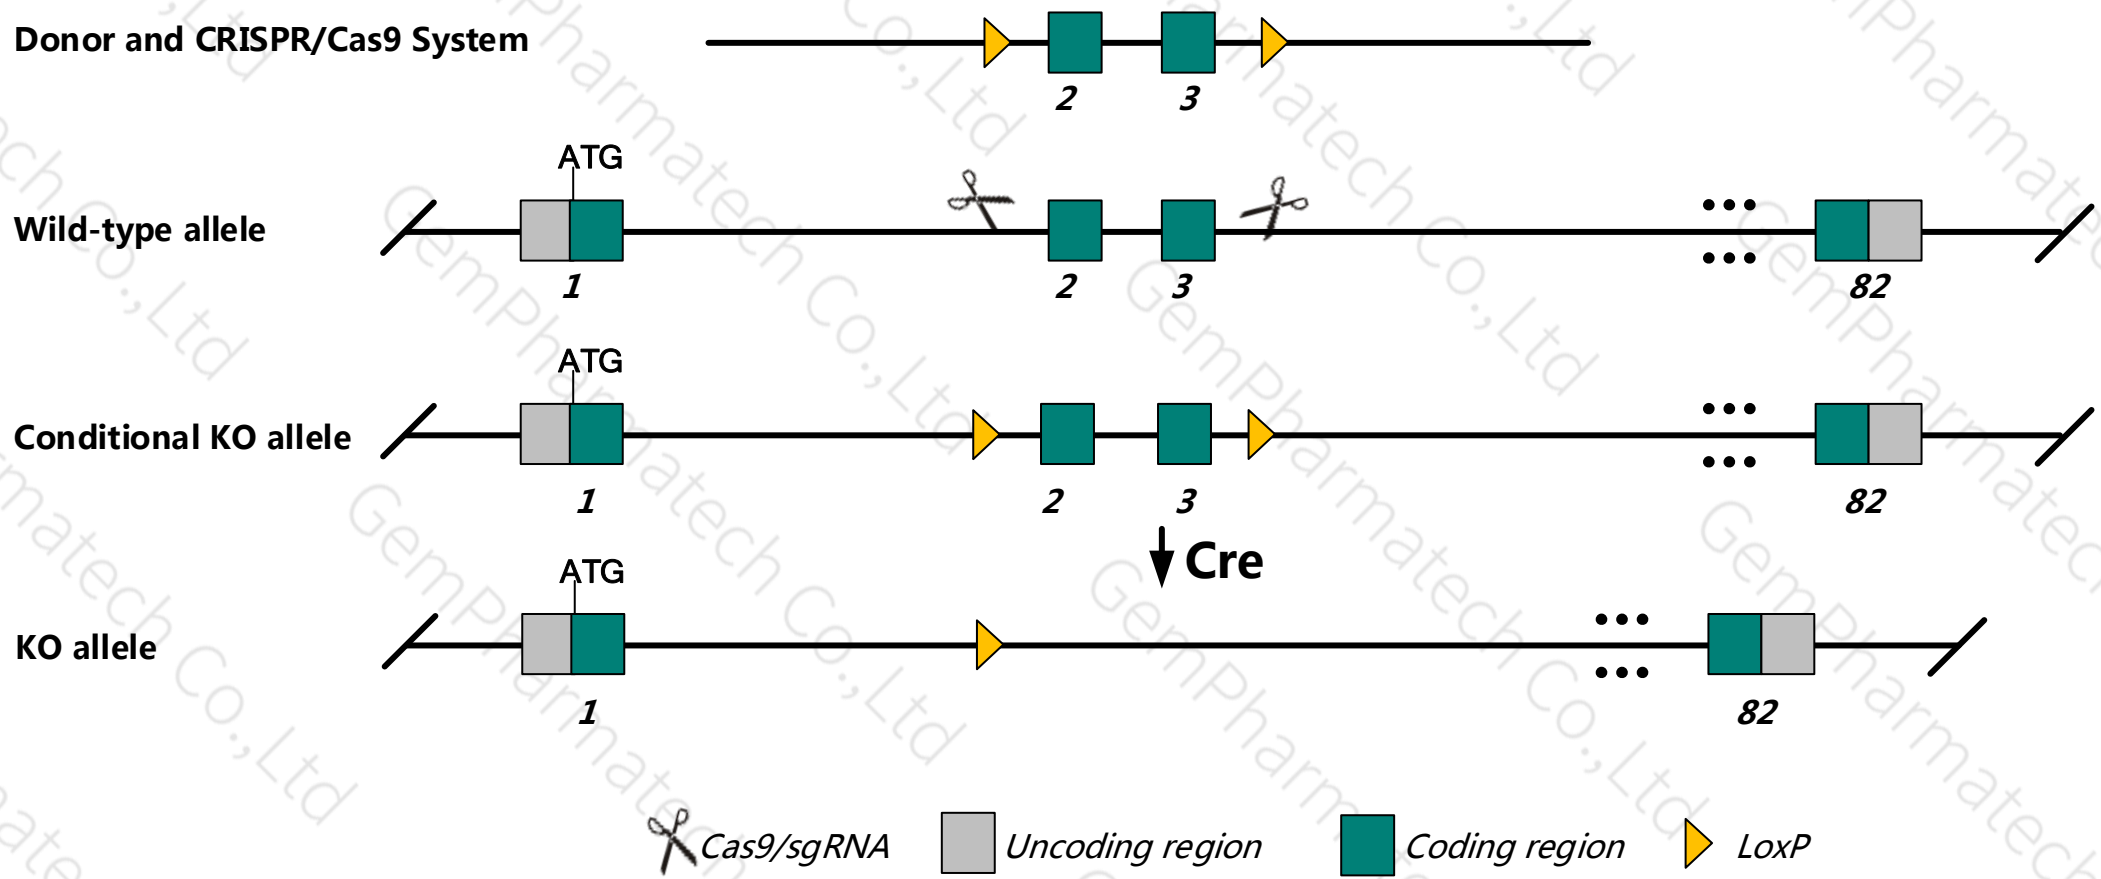 Donor and CRISPR/Cas9 System
2 3
ATG
Wild-type allele
1 2 3 82
ATG
Conditional KO allele
1 2 3 82
Cre
ATG
KO allele
1 82
Cas9/sgRNA Uncoding region Coding region LoxP
GemPharmatech Co.,Ltd